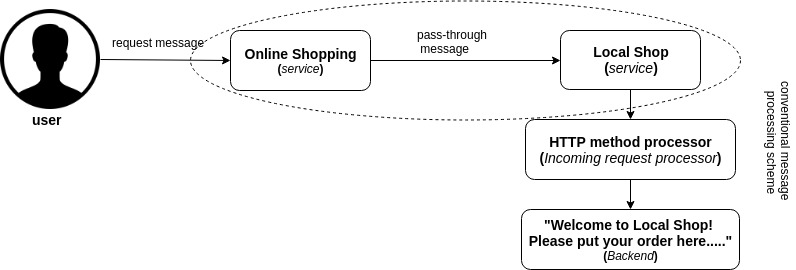 request message
user
Online Shopping
(service)
pass-through
message
Local Shop
(service)
HTTP method processor
(Incoming request processor)
"Welcome to Local Shop!
Please put your order here....."
(Backend)
conventional message
processing scheme